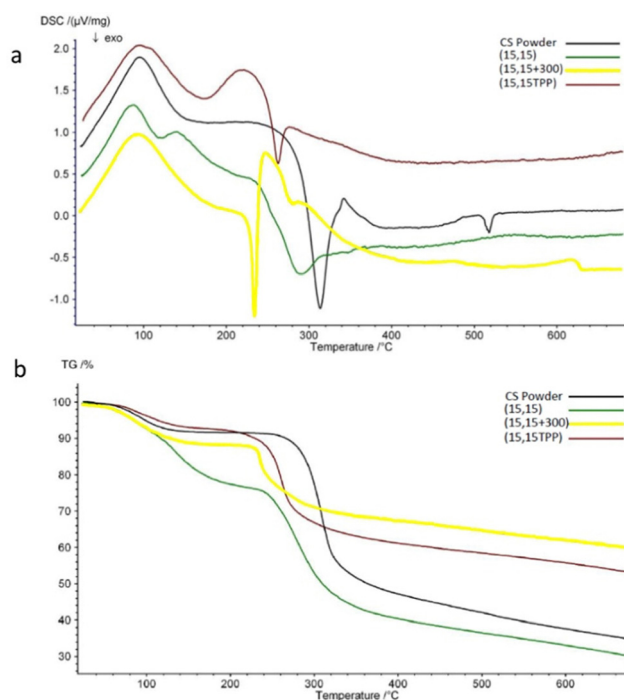 DSC /(µV/mg)
↓ exo
a
2.0
1.5
1.0
0.5
0.0
-0.5
-1.0
CS Powder
(15,15)
(15,15+300)
(15,15TPP)
100 200 300 400 500 600
Temperature /°C
b
TG /%
100
90
80
70
60
50
40
30
CS Powder
(15,15)
(15,15+300)
(15,15TPP)
100 200 300 400 500 600
Temperature /°C